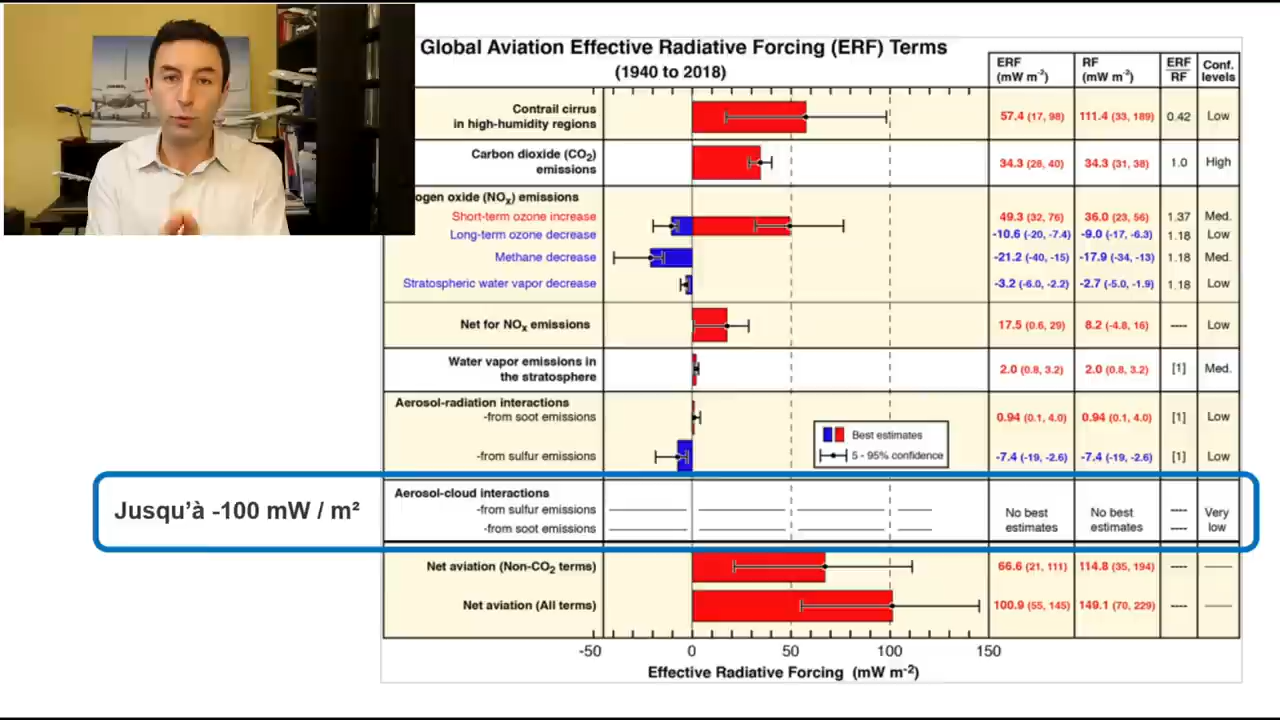 Global Aviation Effective Radiative Forcing (ERF) Terms
(1940 to 2018)
ERF
(mW m-2)
RF
(mW m-2)
ERF
RF
Conf.
levels
Contrail cirrus
in high-humidity regions
57.4 (17, 98)
111.4 (33, 189)
0.42
Low
Carbon dioxide (CO2)
emissions
34.3 (28, 40)
34.3 (31, 38)
1.0
High
ogen oxide (NOx) emissions
Short-term ozone increase
49.3 (32, 76)
36.0 (23, 56)
1.37
Med.
Long-term ozone decrease
-10.6 (-20, -7.4)
-9.0 (-17, -6.3)
1.18
Low
Methane decrease
-21.2 (-40, -15)
-17.9 (-34, -13)
1.18
Med.
Stratospheric water vapor decrease
-3.2 (-6.0, -2.2)
-2.7 (-5.0, -1.9)
1.18
Low
Net for NOx emissions
17.5 (0.6, 29)
8.2 (-4.8, 16)
----
Low
Water vapor emissions in
the stratosphere
2.0 (0.8, 3.2)
2.0 (0.8, 3.2)
[1]
Med.
Aerosol-radiation interactions
-from soot emissions
0.94 (0.1, 4.0)
0.94 (0.1, 4.0)
[1]
Low
Best estimates
5 - 95% confidence
-from sulfur emissions
-7.4 (-19, -2.6)
-7.4 (-19, -2.6)
[1]
Low
Jusqu’à -100 mW / m²
Aerosol-cloud interactions
-from sulfur emissions
-from soot emissions
No best
estimates
No best
estimates
----
----
Very
low
Net aviation (Non-CO2 terms)
66.6 (21, 111)
114.8 (35, 194)
----
Net aviation (All terms)
100.9 (55, 145)
149.1 (70, 229)
----
-50 0 50 100 150
Effective Radiative Forcing (mW m-2)